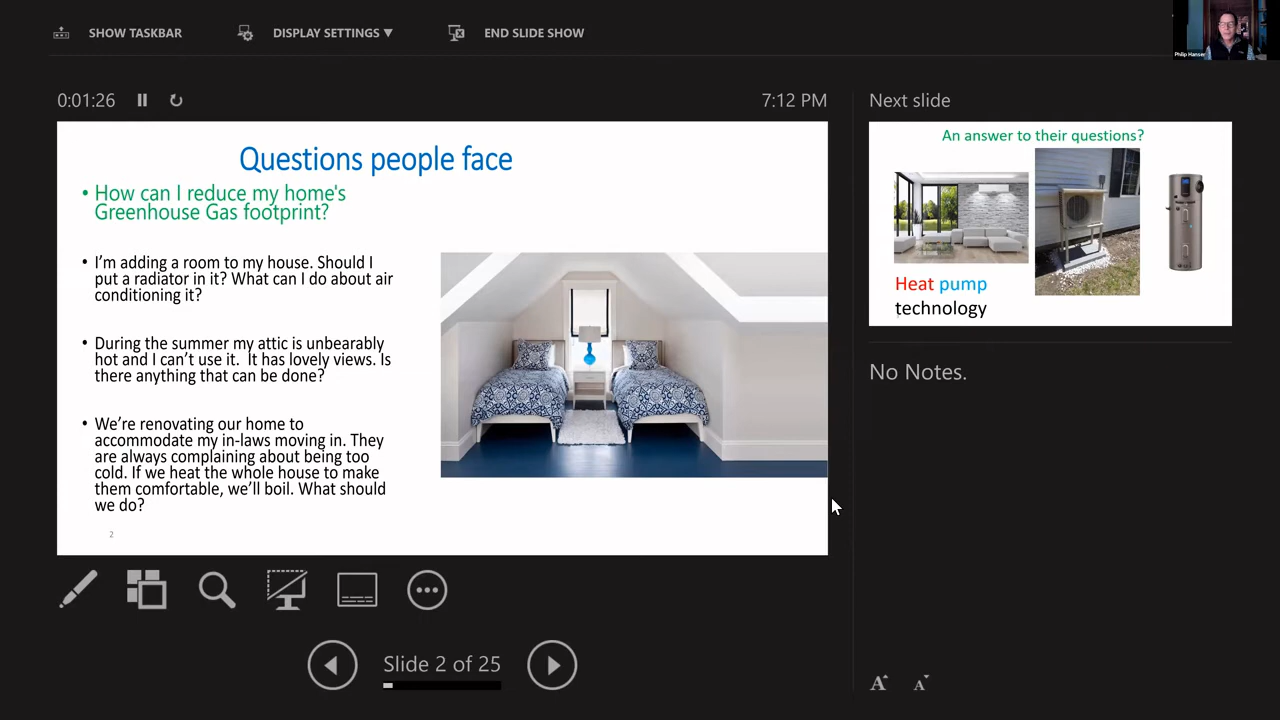 SHOW TASKBAR
DISPLAY SETTINGS ▼
END SLIDE SHOW
Philip Hanser
0:01:26
7:12 PM
Next slide
Questions people face
• How can I reduce my home's
Greenhouse Gas footprint?
• I’m adding a room to my house. Should I
put a radiator in it? What can I do about air
conditioning it?
• During the summer my attic is unbearably
hot and I can’t use it. It has lovely views. Is
there anything that can be done?
• We’re renovating our home to
accommodate my in-laws moving in. They
are always complaining about being too
cold. If we heat the whole house to make
them comfortable, we’ll boil. What should
we do?
2
An answer to their questions?
Heat pump
technology
No Notes.
Slide 2 of 25
A A